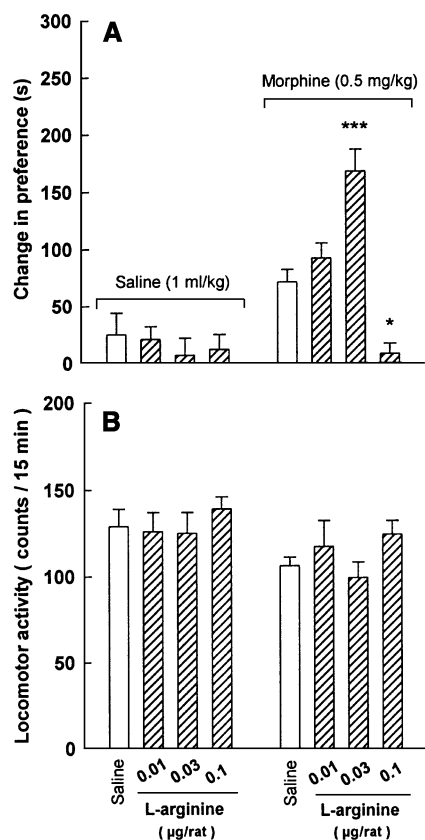 A
Change in preference (s)
300
250
200
150
100
50
0
Saline (1 ml/kg)
Morphine (0.5 mg/kg)
***
*
B
Locomotor activity ( counts / 15 min )
200
150
100
50
0
Saline 0.01 0.03 0.1 Saline 0.01 0.03 0.1
L-arginine L-arginine
( µg/rat ) ( µg/rat )